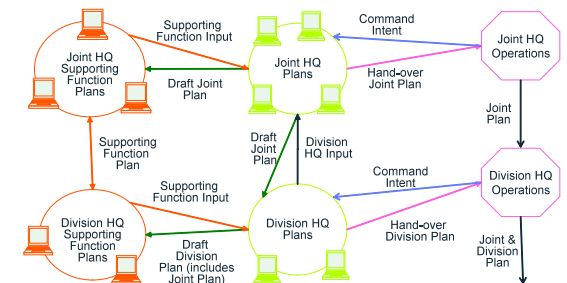 Supporting
Function Input
Command
Intent
Joint HQ
Supporting
Function
Plans
Joint HQ
Plans
Joint HQ
Operations
Draft Joint
Plan
Hand-over
Joint Plan
Joint
Plan
Supporting
Function
Plan
Draft
Joint
Plan
Division
HQ Input
Supporting
Function Input
Command
Intent
Division HQ
Operations
Division HQ
Supporting
Function
Plans
Division HQ
Plans
Draft
Division
Plan (includes
Joint Plan)
Hand-over
Division Plan
Joint &
Division
Plan